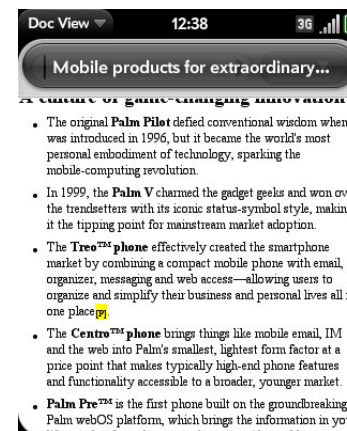 Doc View
12:38
3G
Mobile products for extraordinary...
A culture of game-changing innovation
The original Palm Pilot defied conventional wisdom when
was introduced in 1996, but it became the world's most
personal embodiment of technology, sparking the
mobile-computing revolution.
In 1999, the Palm V charmed the gadget geeks and won ov
the trendsetters with its iconic status-symbol style, makin
it the tipping point for mainstream market adoption.
The Treo™ phone effectively created the smartphone
market by combining a compact mobile phone with email,
organizer, messaging and web access—allowing users to
organize and simplify their business and personal lives all i
one place[P].
The Centro™ phone brings things like mobile email, IM
and the web into Palm's smallest, lightest form factor at a
price point that makes typically high-end phone features
and functionality accessible to a broader, younger market.
Palm Pre™ is the first phone built on the groundbreaking
Palm webOS platform, which brings the information in yo